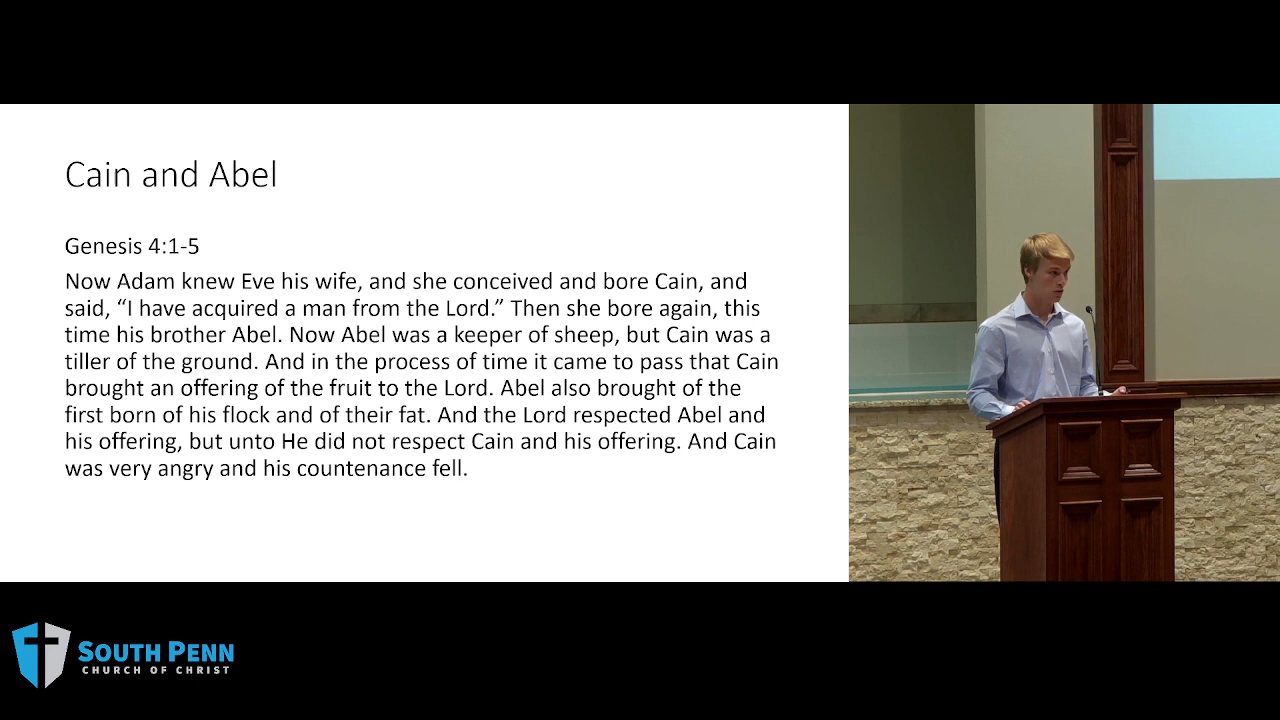 Cain and Abel
Genesis 4:1-5
Now Adam knew Eve his wife, and she conceived and bore Cain, and
said, “I have acquired a man from the Lord.” Then she bore again, this
time his brother Abel. Now Abel was a keeper of sheep, but Cain was a
tiller of the ground. And in the process of time it came to pass that Cain
brought an offering of the fruit to the Lord. Abel also brought of the
first born of his flock and of their fat. And the Lord respected Abel and
his offering, but unto He did not respect Cain and his offering. And Cain
was very angry and his countenance fell.
SOUTH PENN
CHURCH OF CHRIST